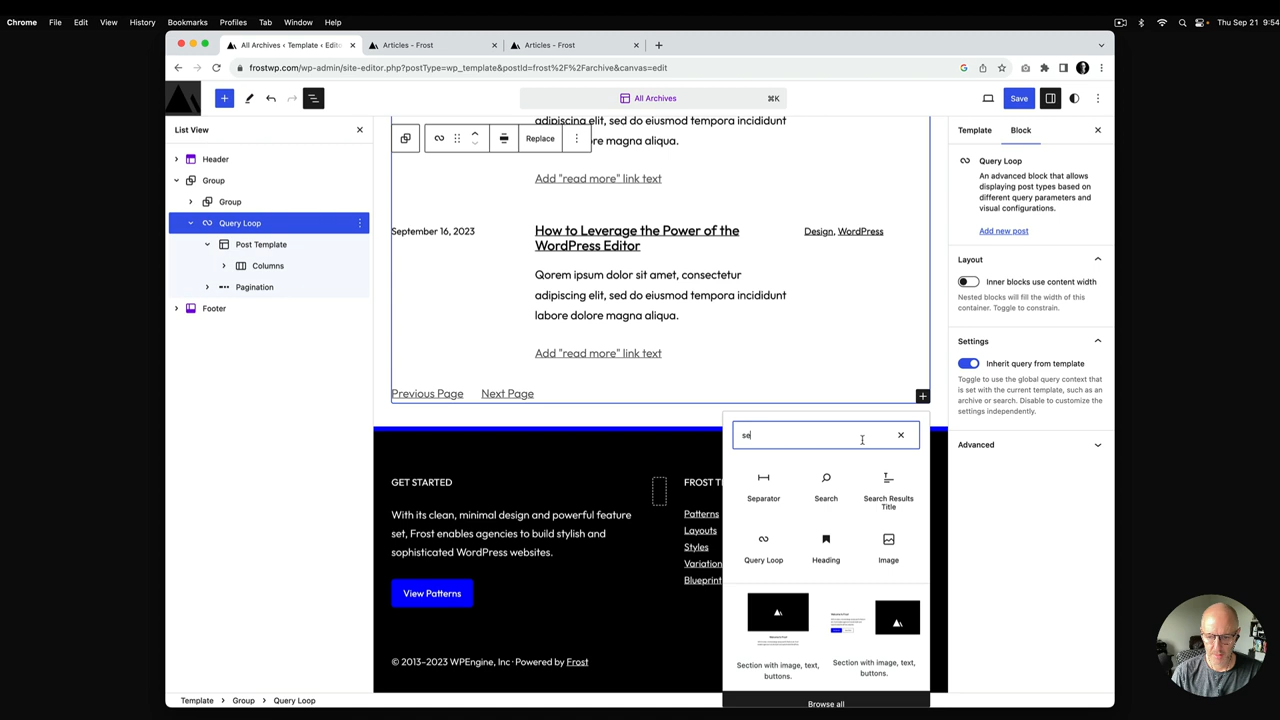 Chrome File Edit View History Bookmarks Profiles Tab Window Help Thu Sep 21 9:54
All Archives ‹ Template ‹ Edito
Articles - Frost
Articles - Frost
frostwp.com/wp-admin/site-editor.php?postType=wp_template&postId=frost%2F%2Farchive&canvas=edit
All Archives ⌘K
Save
List View
Header
Group
Group
Query Loop
Post Template
Columns
Pagination
Footer
adipiscing elit, sed do eiusmod tempora incididunt
labore dolore magna aliqua.
Replace
Add "read more" link text
September 16, 2023
How to Leverage the Power of the
WordPress Editor
Design, WordPress
Qorem ipsum dolor sit amet, consectetur
adipiscing elit, sed do eiusmod tempora incididunt
labore dolore magna aliqua.
Add "read more" link text
Previous Page Next Page
GET STARTED
With its clean, minimal design and powerful feature
set, Frost enables agencies to build stylish and
sophisticated WordPress websites.
View Patterns
FROST T
Patterns
Layouts
Styles
Variation
Blueprint
© 2013–2023 WPEngine, Inc · Powered by Frost
se
Separator
Search
Search Results
Title
Query Loop
Heading
Image
Section with image, text,
buttons.
Section with image, text,
buttons.
Browse all
Template Block
Query Loop
An advanced block that allows
displaying post types based on
different query parameters and
visual configurations.
Add new post
Layout
Inner blocks use content width
Nested blocks will fill the width of this
container. Toggle to constrain.
Settings
Inherit query from template
Toggle to use the global query context that
is set with the current template, such as an
archive or search. Disable to customize the
settings independently.
Advanced
Template › Group › Query Loop